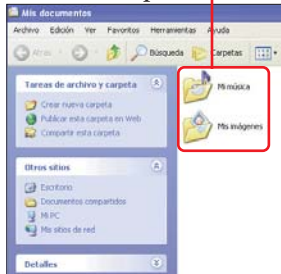 Mis documentos
Archivo Edición Ver Favoritos Herramientas Ayuda
Atrás Búsqueda Carpetas
Tareas de archivo y carpeta
Crear nueva carpeta
Publicar esta carpeta en Web
Compartir esta carpeta
Otros sitios
Escritorio
Documentos compartidos
Mi PC
Mis sitios de red
Detalles
Mi música
Mis imágenes